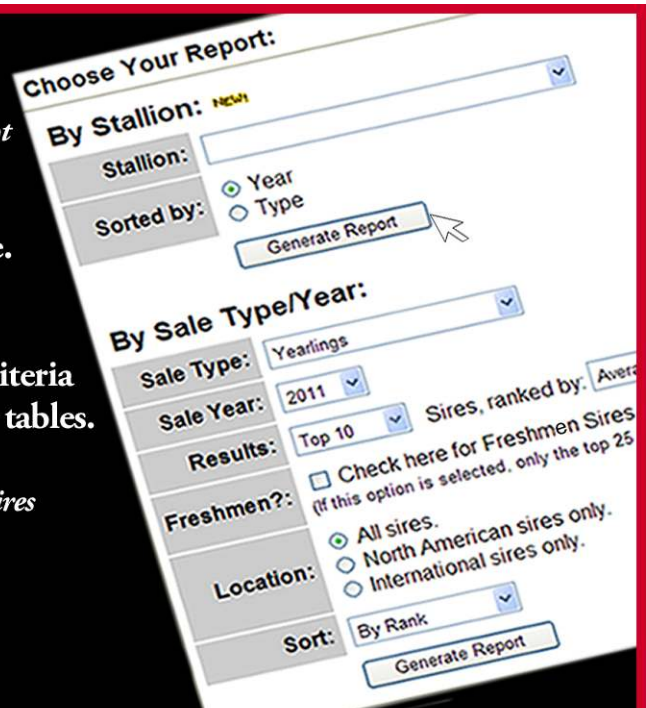 Choose Your Report:
By Stallion: NEW!
Stallion:
Sorted by: Year
Type
Generate Report
By Sale Type/Year:
Sale Type: Yearlings
Sale Year: 2011
Results: Top 10 Sires, ranked by:
Freshmen?: Check here for Freshmen Sires
(If this option is selected, only the top 25
Location: All sires.
North American sires only.
International sires only.
Sort: By Rank
Generate Report
tables.